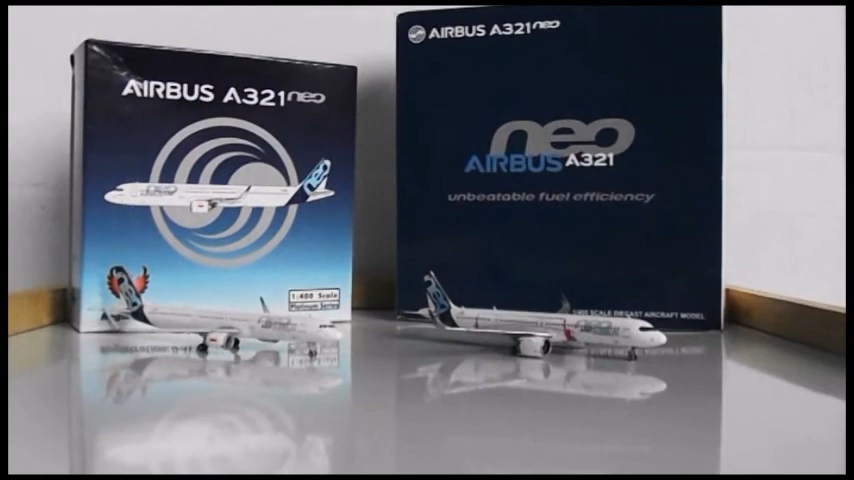 AIRBUS A321neo
1:400 Scale
Platinum Series
AIRBUS A321neo
neo
AIRBUS A321
unbeatable fuel efficiency
1/400 SCALE DIECAST AIRCRAFT MODEL